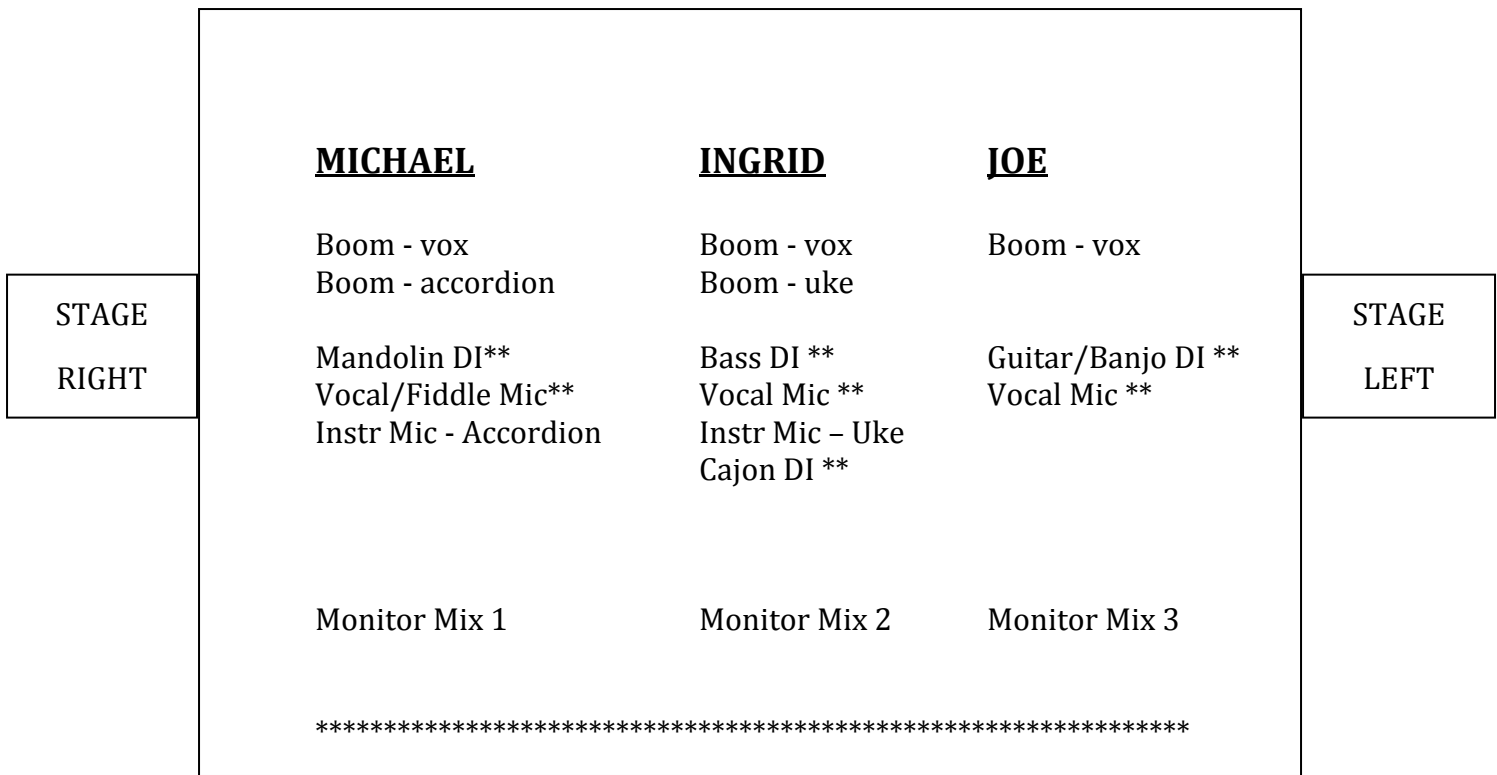 MICHAEL INGRID JOE
Boom - vox Boom - vox Boom - vox
Boom - accordion Boom - uke
STAGE RIGHT
STAGE LEFT
Mandolin DI** Bass DI ** Guitar/Banjo DI **
Vocal/Fiddle Mic** Vocal Mic ** Vocal Mic **
Instr Mic - Accordion Instr Mic – Uke
Cajon DI **
Monitor Mix 1 Monitor Mix 2 Monitor Mix 3
****************************************************************